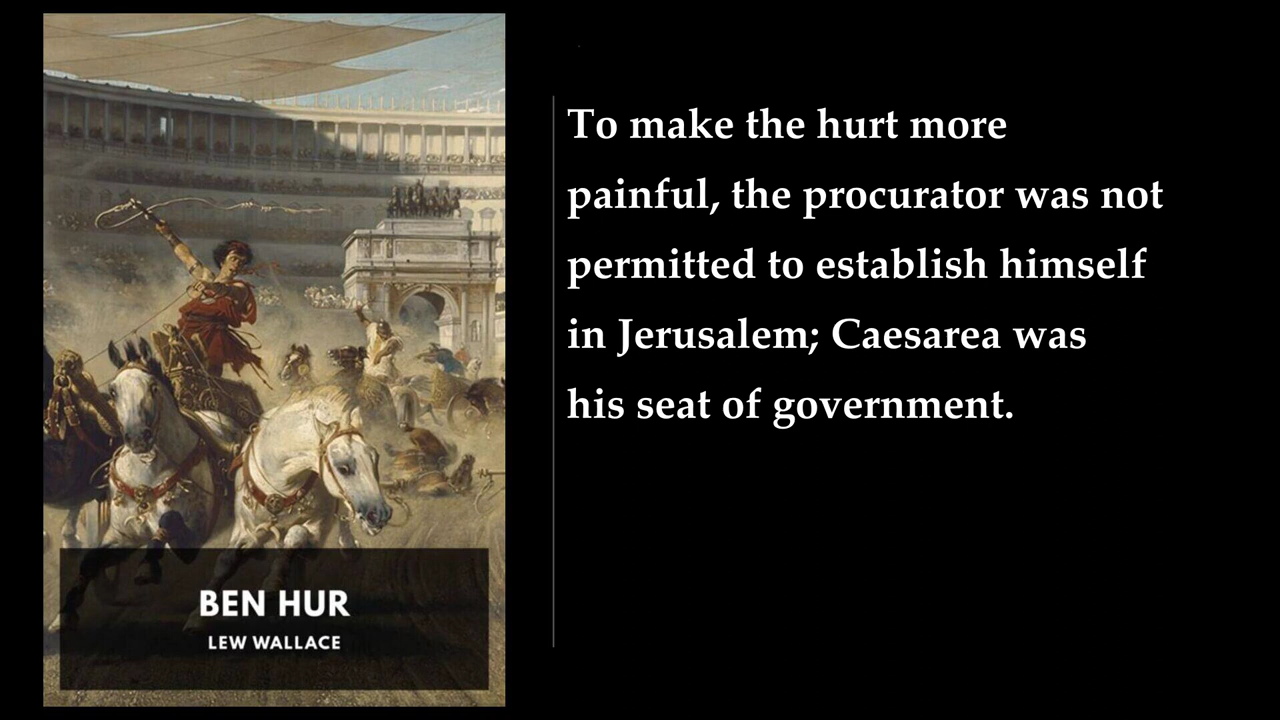 BEN HUR
LEW WALLACE
To make the hurt more
painful, the procurator was not
permitted to establish himself
in Jerusalem; Caesarea was
his seat of government.